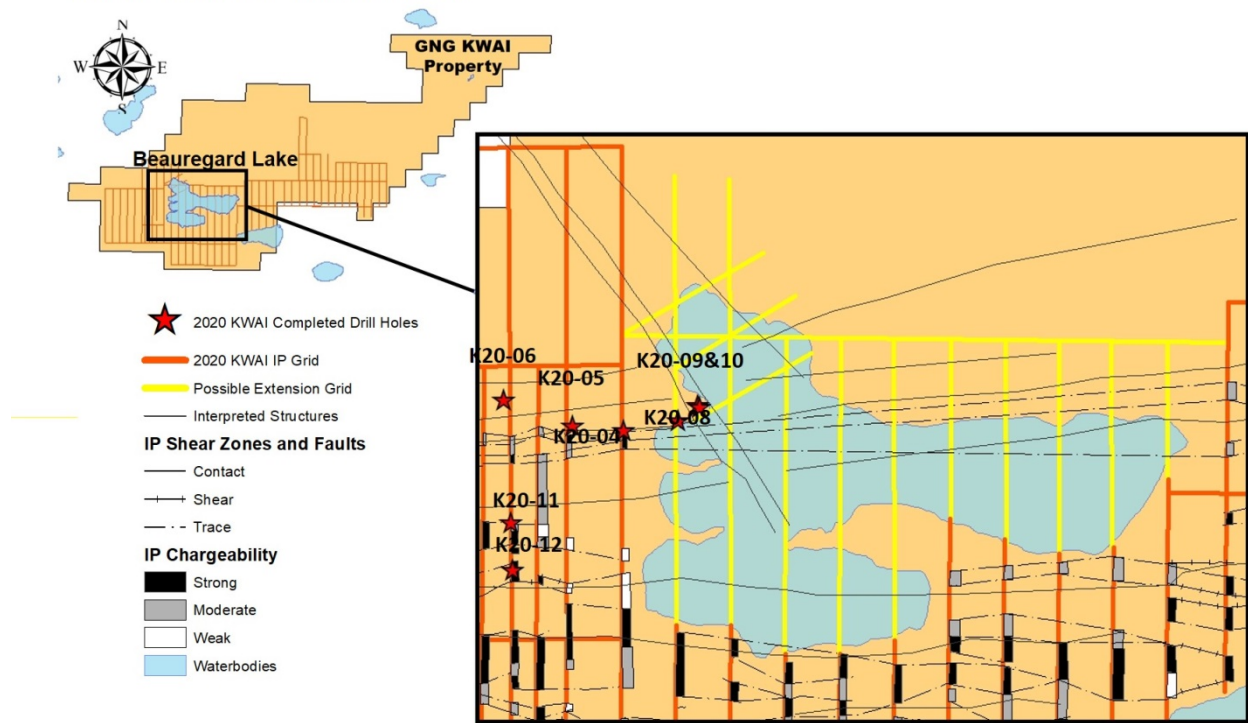 N
W E
S
GNG KWAI
Property
Beauregard Lake
2020 KWAI Completed Drill Holes
2020 KWAI IP Grid
Possible Extension Grid
Interpreted Structures
IP Shear Zones and Faults
Contact
Shear
Trace
IP Chargeability
Strong
Moderate
Weak
Waterbodies
K20-06
K20-05
K20-09&10
K20-04
K20-08
K20-11
K20-12